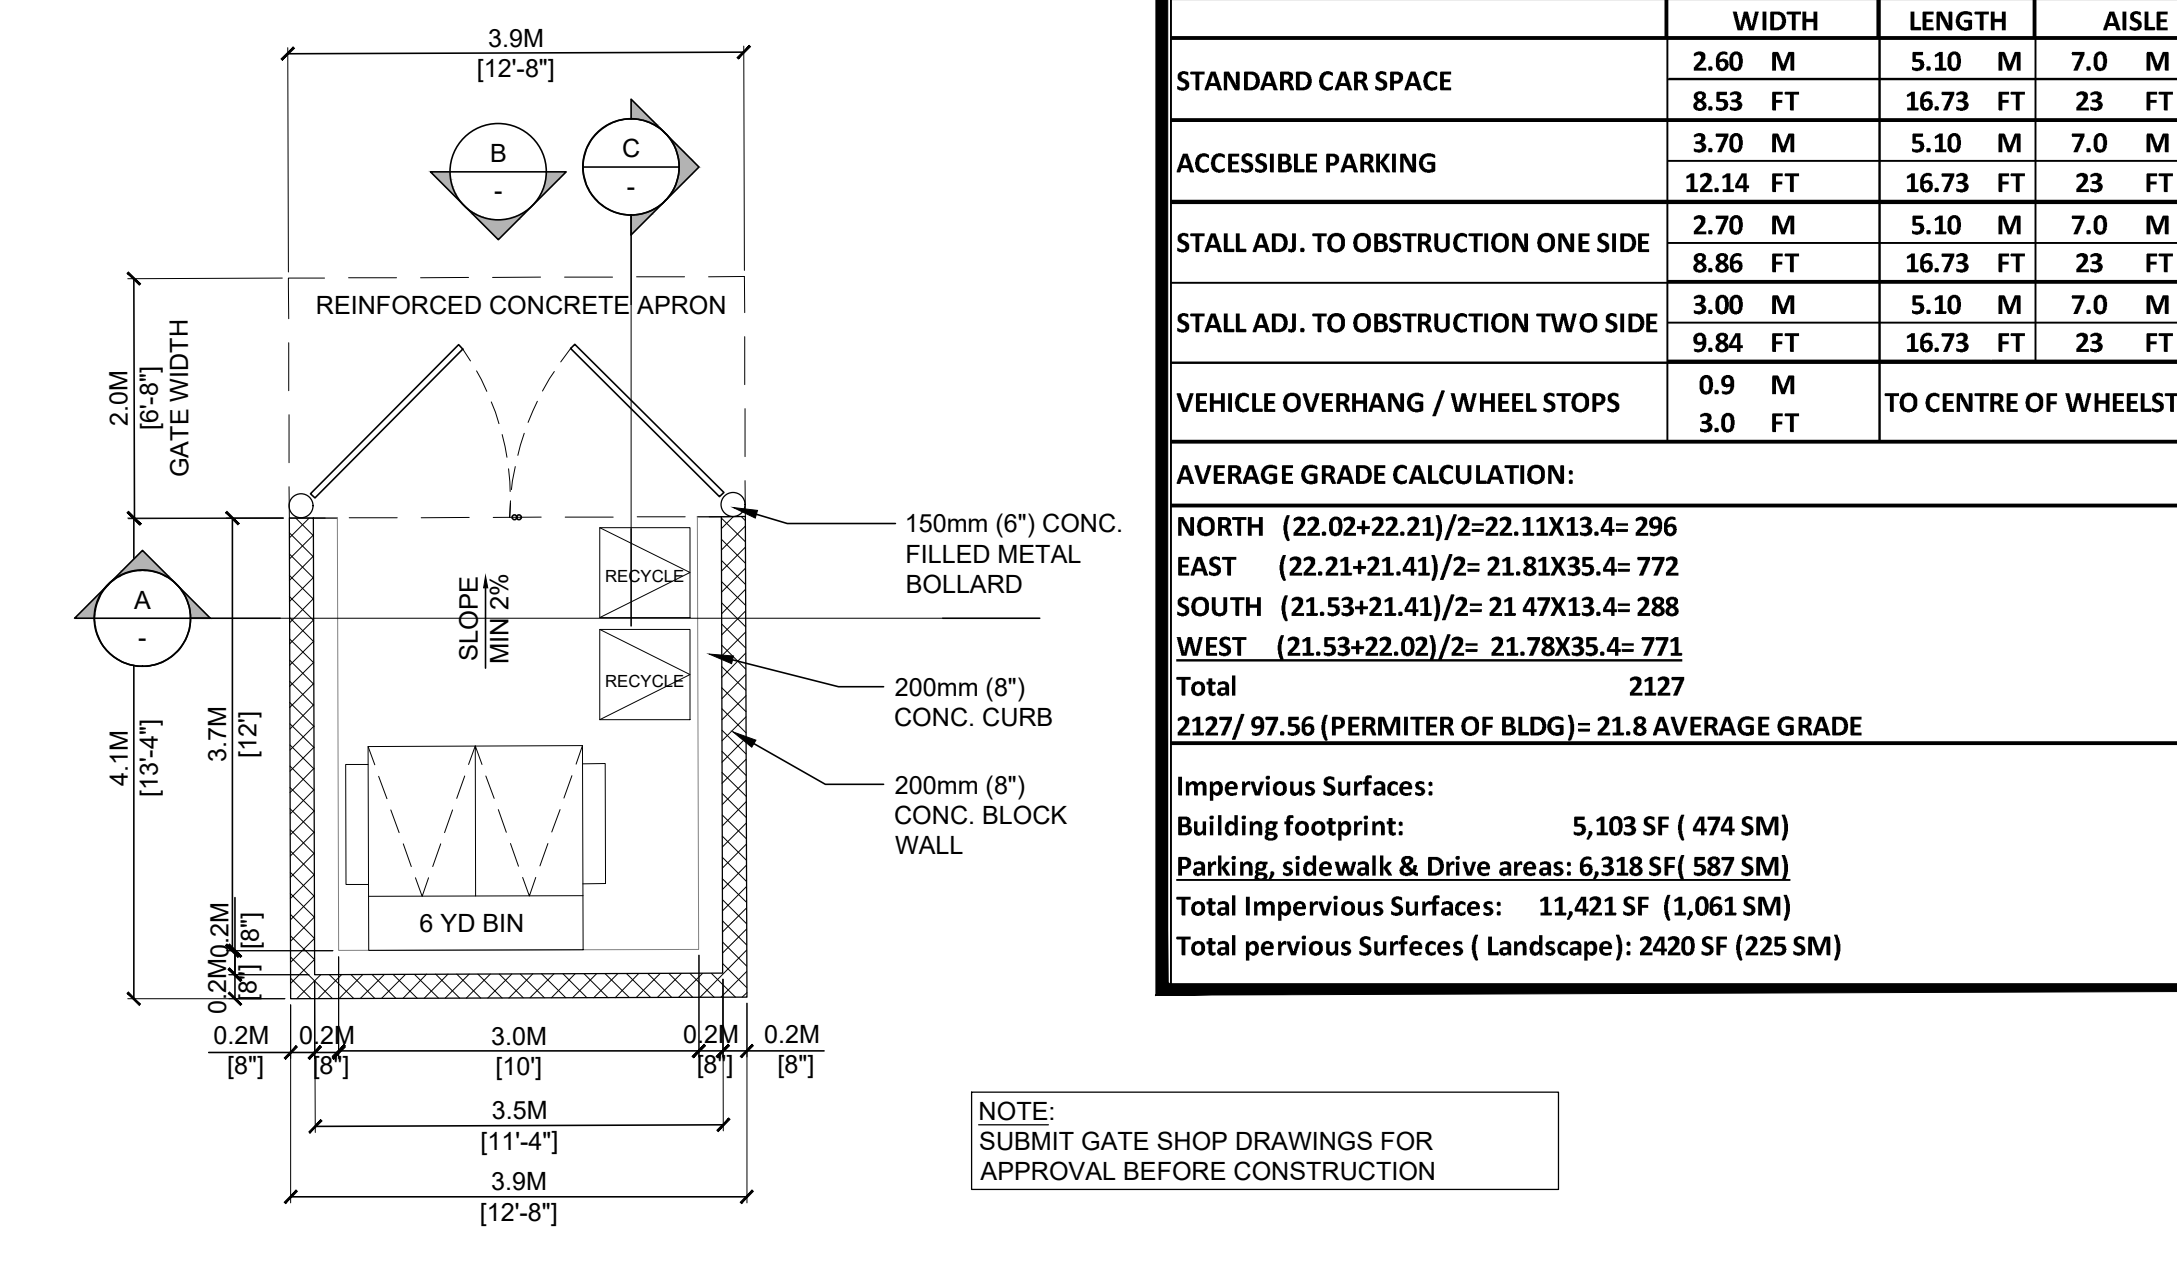 3.9M
[12'-8"]
B
-
C
-
REINFORCED CONCRETE APRON
2.0M
[6'-8"]
GATE WIDTH
150mm (6") CONC.
FILLED METAL
BOLLARD
A
-
SLOPE
MIN 2%
RECYCLE
RECYCLE
200mm (8")
CONC. CURB
4.1M
[13'-4"]
3.7M
[12']
200mm (8")
CONC. BLOCK
WALL
6 YD BIN
0.2M
[8"]
0.2M
[8"]
0.2M 0.2M 3.0M 0.2M 0.2M
[8"] [8"] [10'] [8"] [8"]
3.5M
[11'-4"]
3.9M
[12'-8"]
NOTE:
SUBMIT GATE SHOP DRAWINGS FOR
APPROVAL BEFORE CONSTRUCTION
WIDTH LENGTH AISLE
STANDARD CAR SPACE
2.60 M 5.10 M 7.0 M
8.53 FT 16.73 FT 23 FT
ACCESSIBLE PARKING
3.70 M 5.10 M 7.0 M
12.14 FT 16.73 FT 23 FT
STALL ADJ. TO OBSTRUCTION ONE SIDE
2.70 M 5.10 M 7.0 M
8.86 FT 16.73 FT 23 FT
STALL ADJ. TO OBSTRUCTION TWO SIDE
3.00 M 5.10 M 7.0 M
9.84 FT 16.73 FT 23 FT
VEHICLE OVERHANG / WHEEL STOPS
0.9 M
3.0 FT
TO CENTRE OF WHEELST
AVERAGE GRADE CALCULATION:
NORTH (22.02+22.21)/2=22.11X13.4= 296
EAST (22.21+21.41)/2= 21.81X35.4= 772
SOUTH (21.53+21.41)/2= 21 47X13.4= 288
WEST (21.53+22.02)/2= 21.78X35.4= 771
Total 2127
2127/ 97.56 (PERMITER OF BLDG)= 21.8 AVERAGE GRADE
Impervious Surfaces:
Building footprint: 5,103 SF ( 474 SM)
Parking, sidewalk & Drive areas: 6,318 SF( 587 SM)
Total Impervious Surfaces: 11,421 SF (1,061 SM)
Total pervious Surfeces ( Landscape): 2420 SF (225 SM)